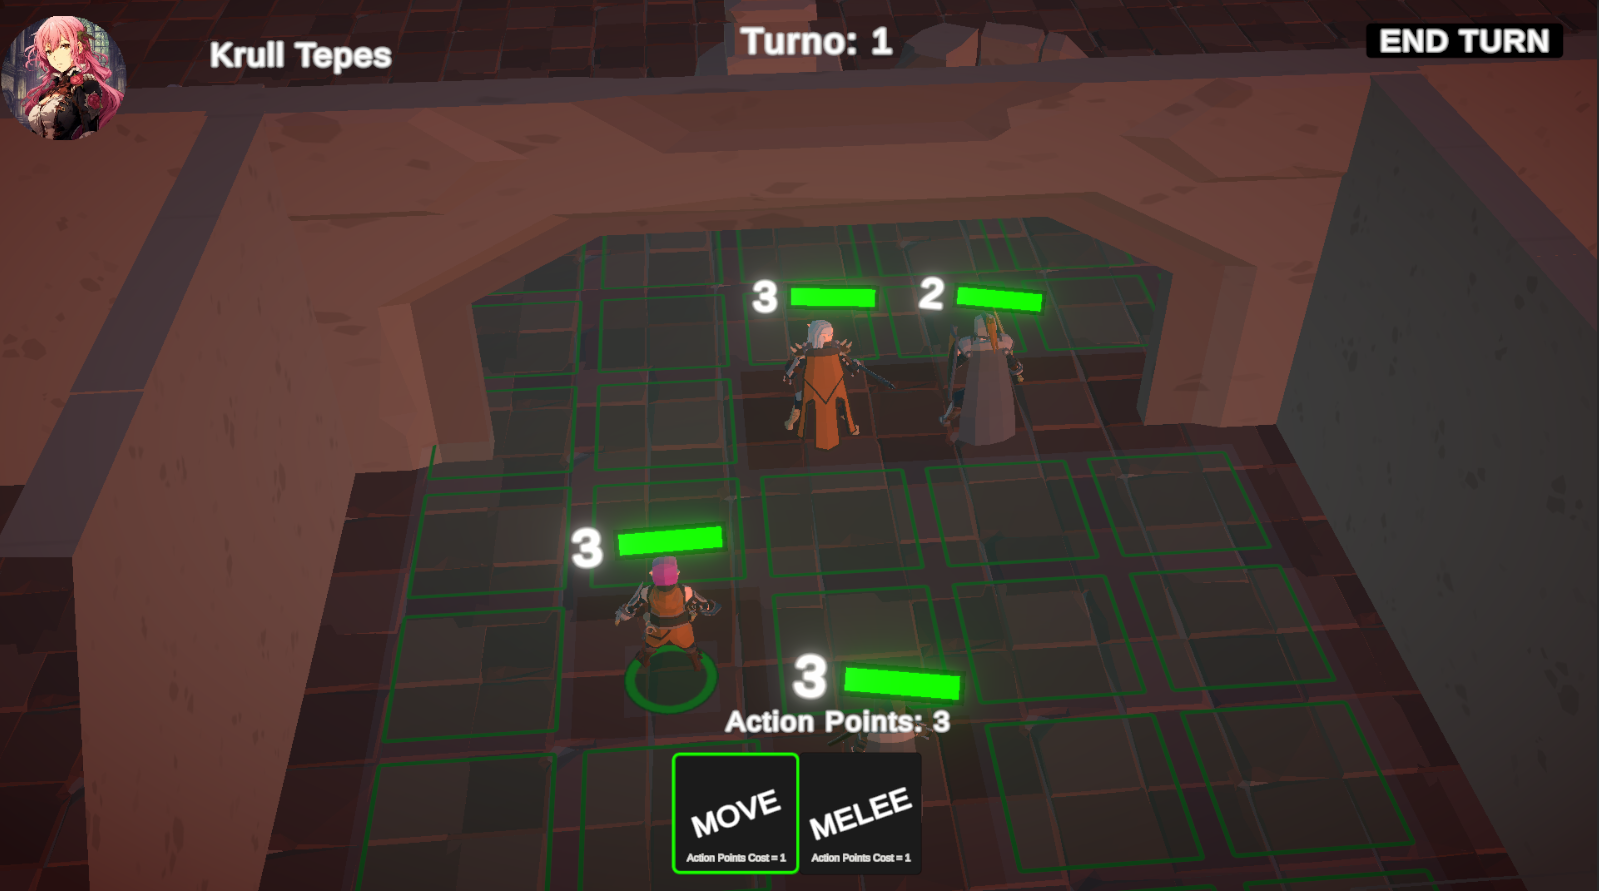 Krull Tepes
Turno: 1
END TURN
3
2
3
3
Action Points: 3
MOVE
Action Points Cost = 1
MELEE
Action Points Cost = 1